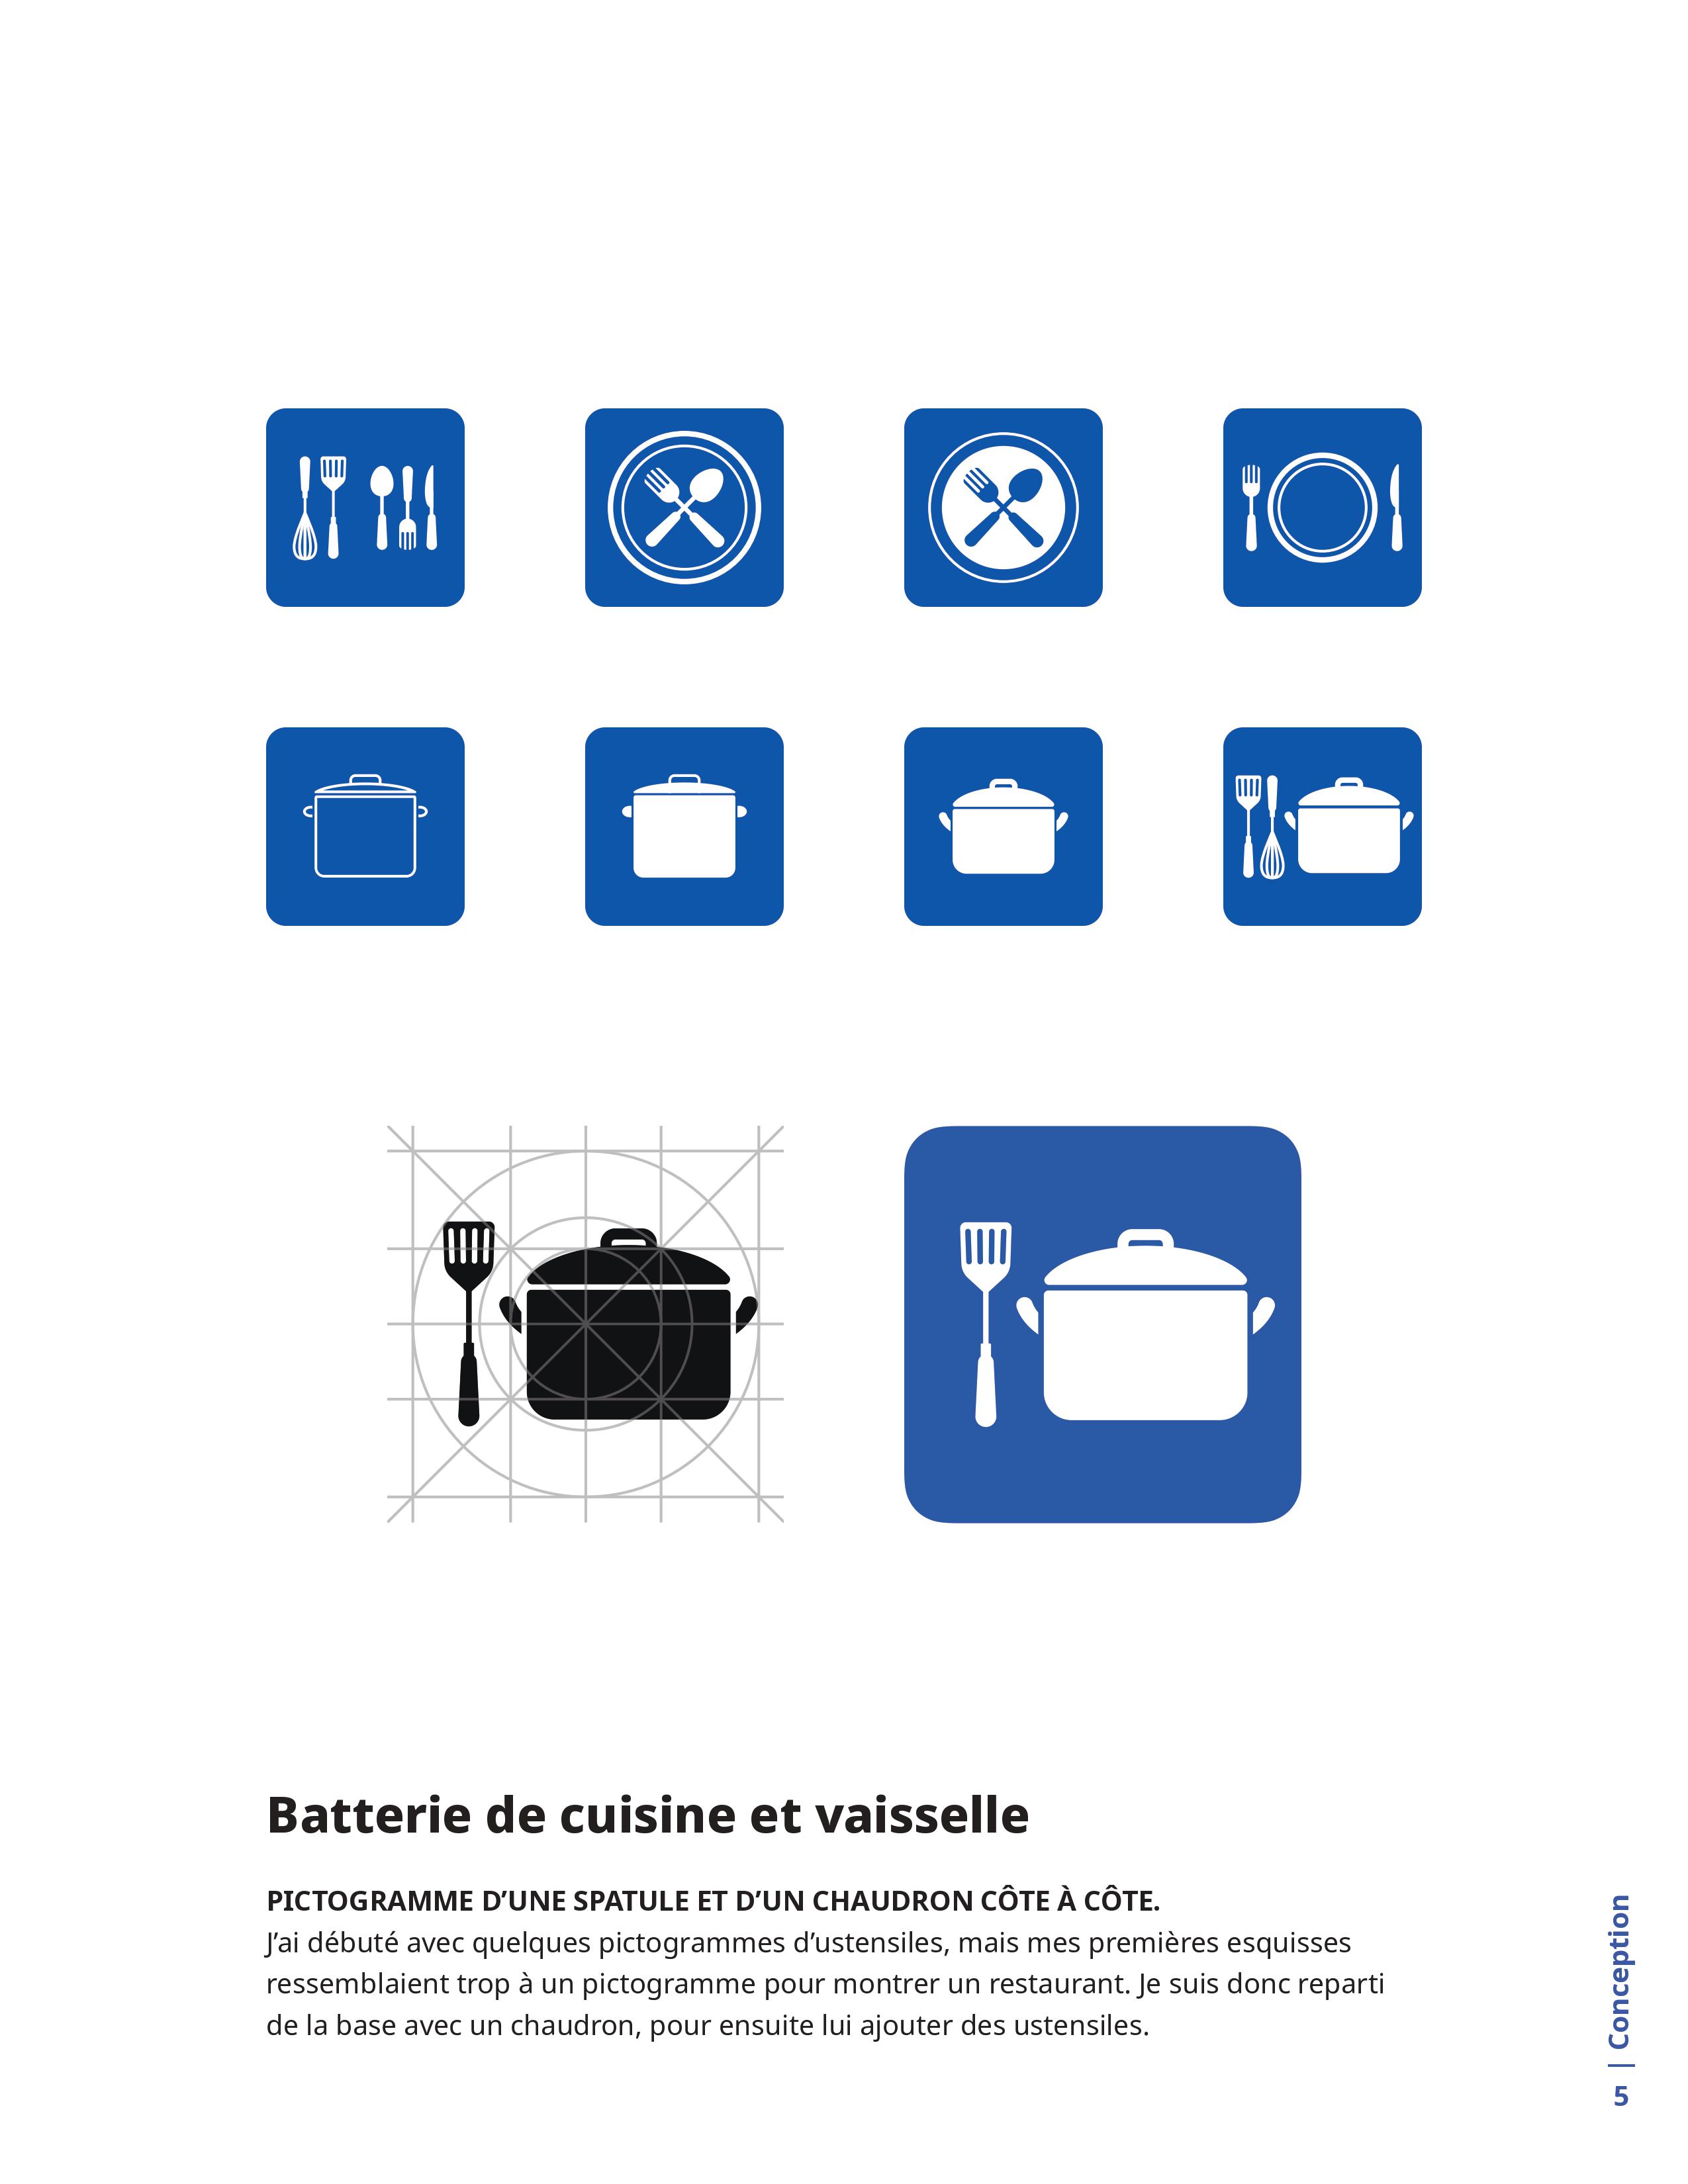 Batterie de cuisine et vaisselle
PICTOGRAMME D’UNE SPATULE ET D’UN CHAUDRON CÔTE À CÔTE.
J’ai débuté avec quelques pictogrammes d’ustensiles, mais mes premières esquisses
ressemblaient trop à un pictogramme pour montrer un restaurant. Je suis donc reparti
de la base avec un chaudron, pour ensuite lui ajouter des ustensiles.
5 | Conception